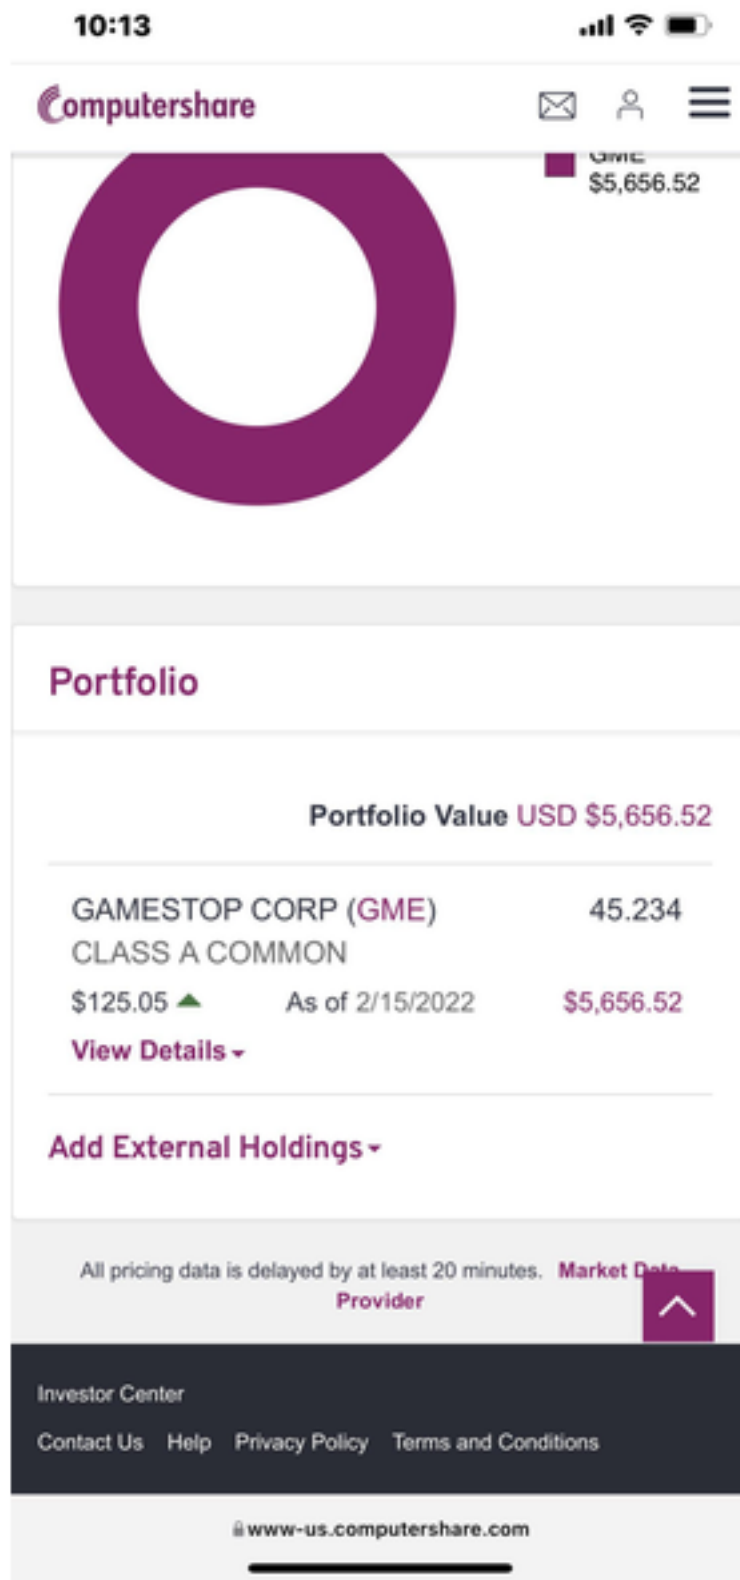 10:13
Computershare
GME
$5,656.52
Portfolio
Portfolio Value USD $5,656.52
GAMESTOP CORP (GME) 45.234
CLASS A COMMON
$125.05 As of 2/15/2022 $5,656.52
View Details
Add External Holdings
All pricing data is delayed by at least 20 minutes. Market Data
Provider
Investor Center
Contact Us Help Privacy Policy Terms and Conditions
www-us.computershare.com